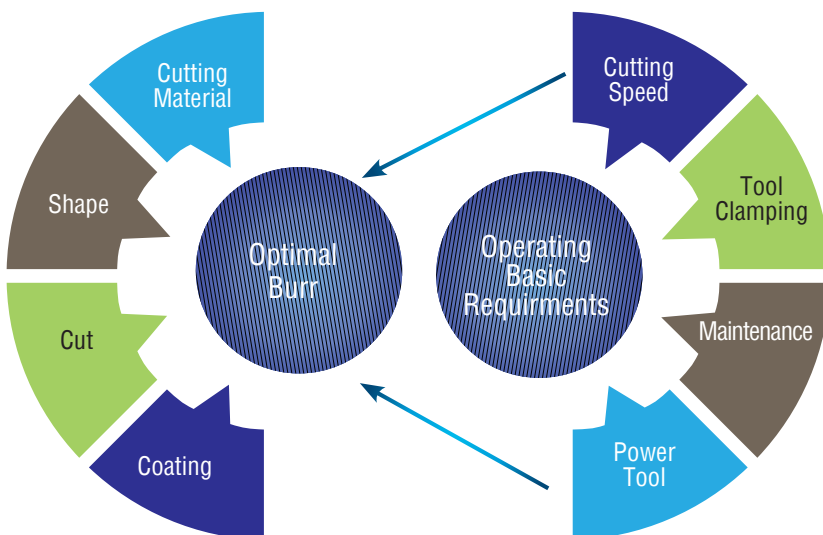 Cutting
Material
Shape
Cut
Coating
Optimal
Burr
Operating
Basic
Requirments
Cutting
Speed
Tool
Clamping
Maintenance
Power
Tool